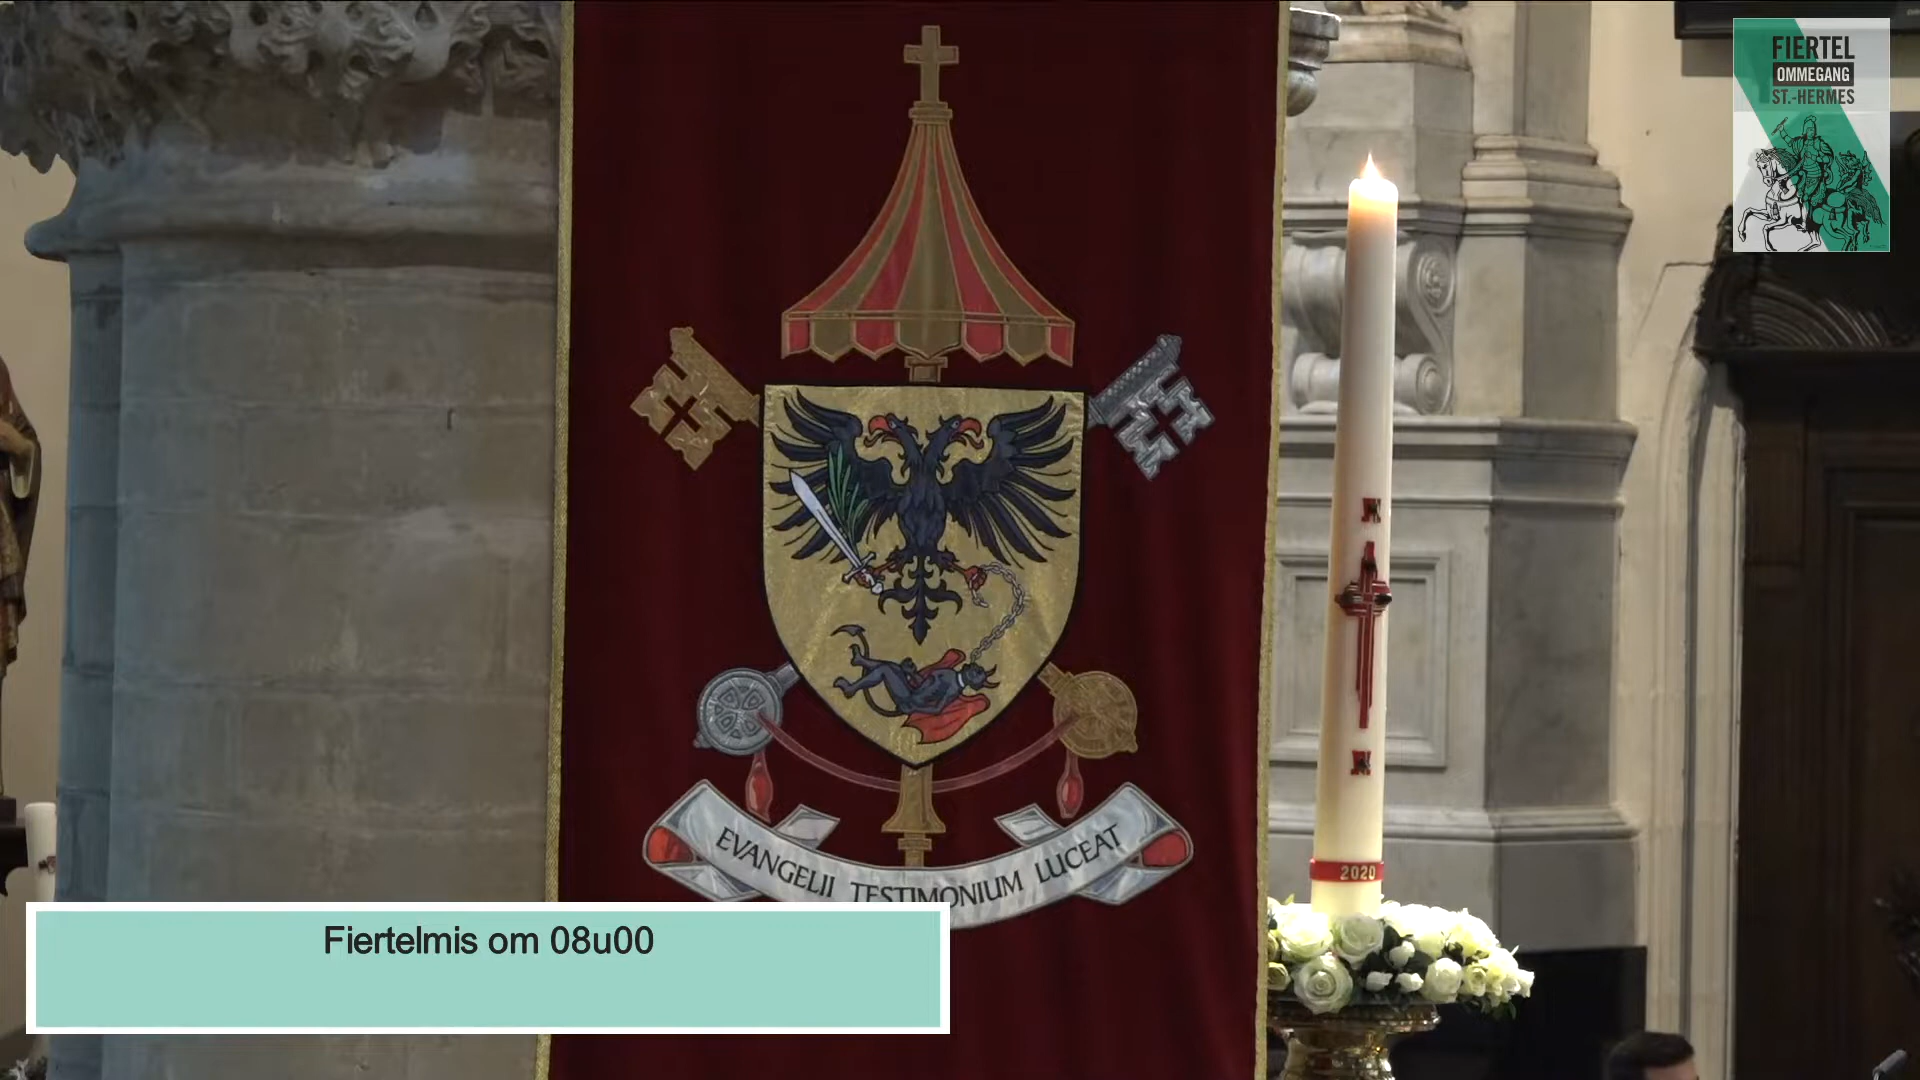 FIERTEL
OMMEGANG
ST.-HERMES
EVANGELII TESTIMONIUM LUCEAT
2020
Fiertelmis om 08u00